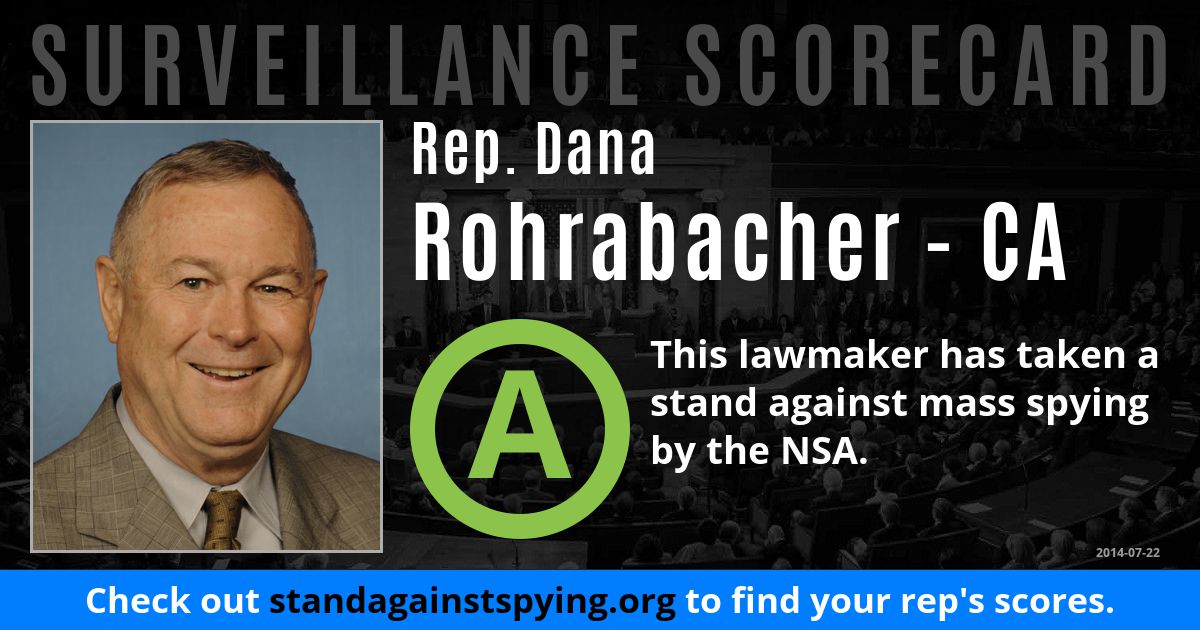 SURVEILLANCE SCORECARD
Rep. Dana
Rohrabacher - CA
A
This lawmaker has taken a
stand against mass spying
by the NSA.
2014-07-22
Check out standagainstspying.org to find your rep's scores.